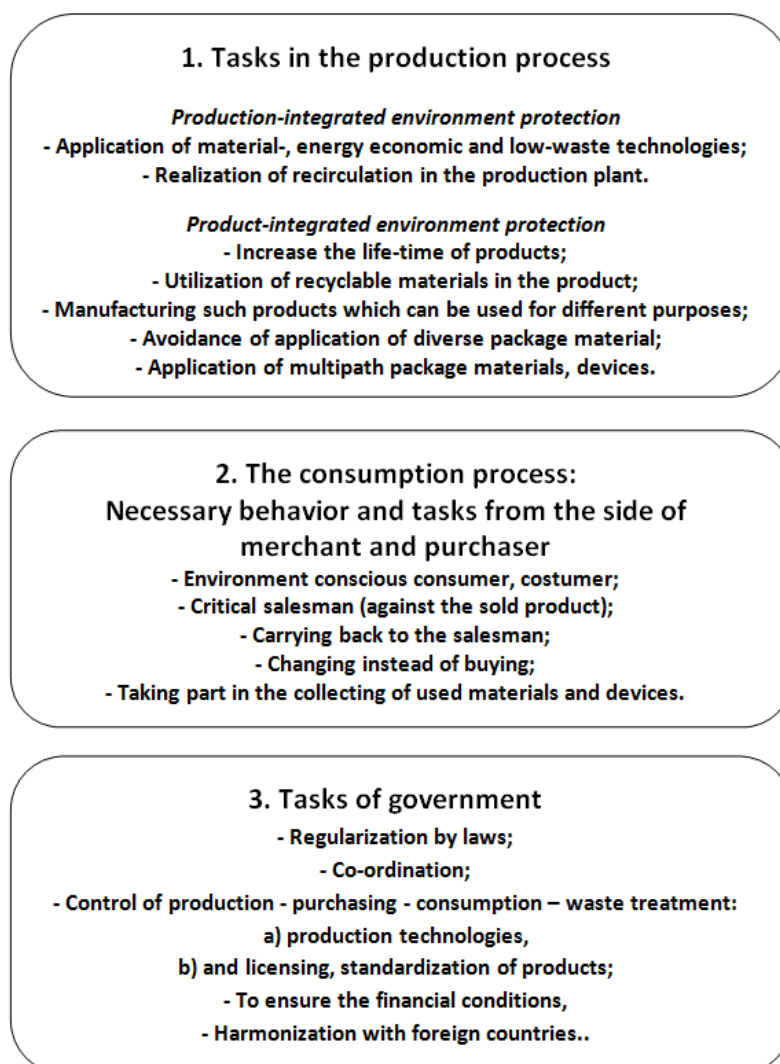 1. Tasks in the production process
Production-integrated environment protection
- Application of material-, energy economic and low-waste technologies;
- Realization of recirculation in the production plant.
Product-integrated environment protection
- Increase the life-time of products;
- Utilization of recyclable materials in the product;
- Manufacturing such products which can be used for different purposes;
- Avoidance of application of diverse package material;
- Application of multipath package materials, devices.
2. The consumption process:
Necessary behavior and tasks from the side of
merchant and purchaser
- Environment conscious consumer, costumer;
- Critical salesman (against the sold product);
- Carrying back to the salesman;
- Changing instead of buying;
- Taking part in the collecting of used materials and devices.
3. Tasks of government
- Regularization by laws;
- Co-ordination;
- Control of production - purchasing - consumption – waste treatment:
a) production technologies,
b) and licensing, standardization of products;
- To ensure the financial conditions,
- Harmonization with foreign countries..